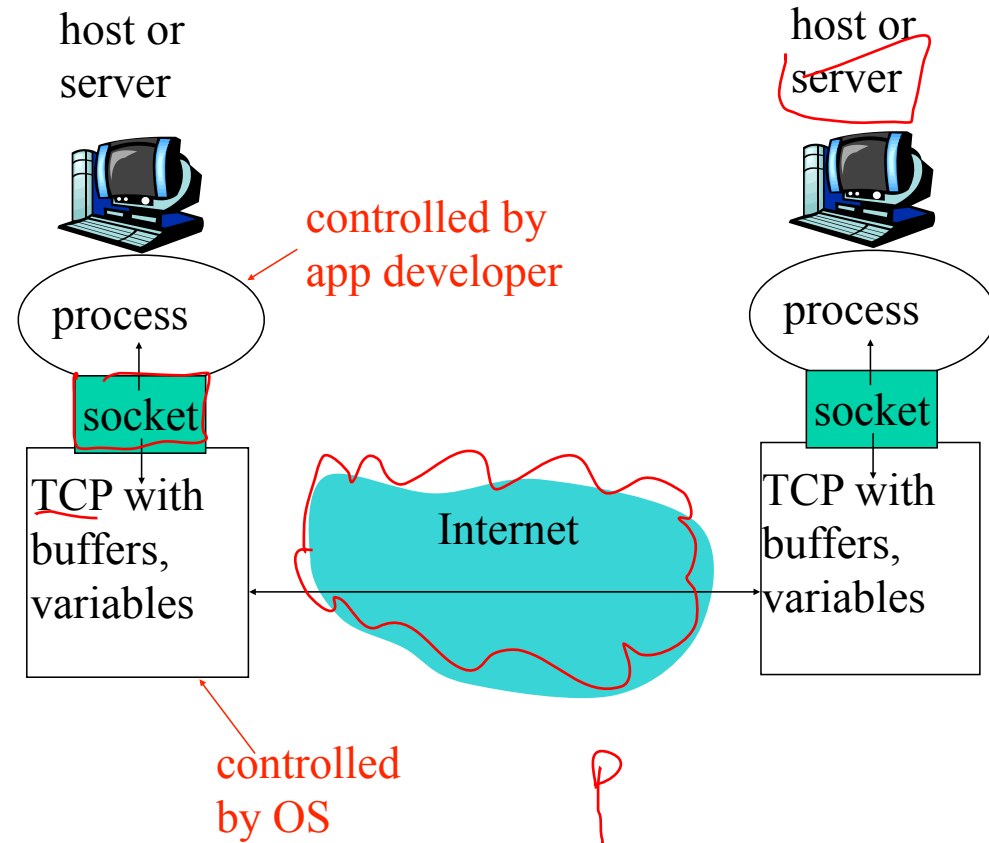 host or
server
host or
server
controlled by
app developer
process
process
socket
socket
TCP with
buffers,
variables
Internet
TCP with
buffers,
variables
controlled
by OS
P